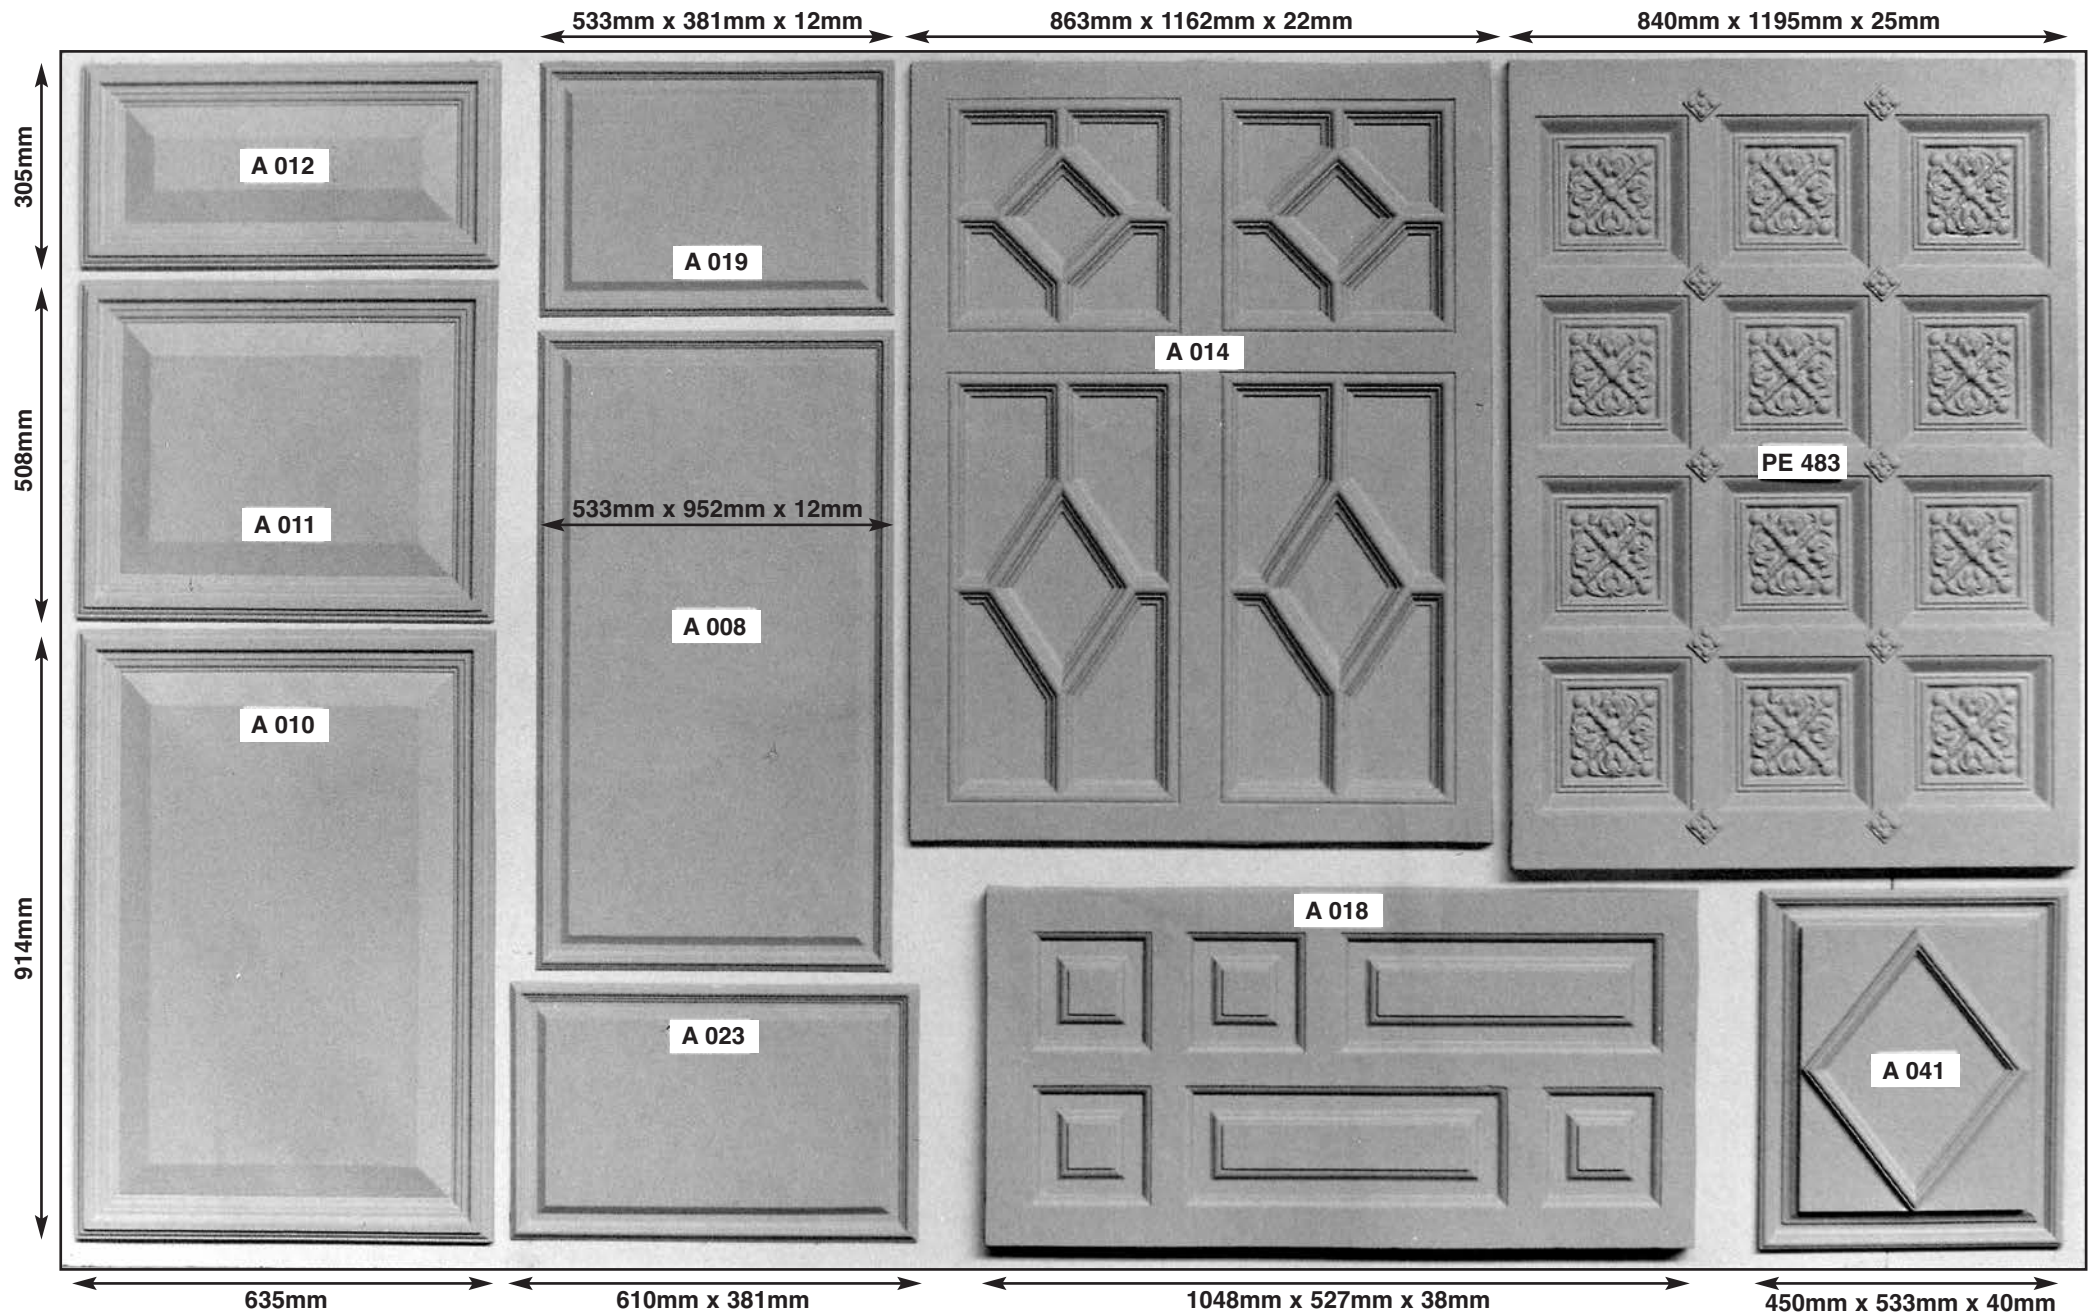 533mm x 381mm x 12mm
863mm x 1162mm x 22mm
840mm x 1195mm x 25mm
305mm
A 012
A 019
A 014
508mm
PE 483
533mm x 952mm x 12mm
A 011
A 008
A 010
A 018
914mm
A 023
A 041
635mm
610mm x 381mm
1048mm x 527mm x 38mm
450mm x 533mm x 40mm